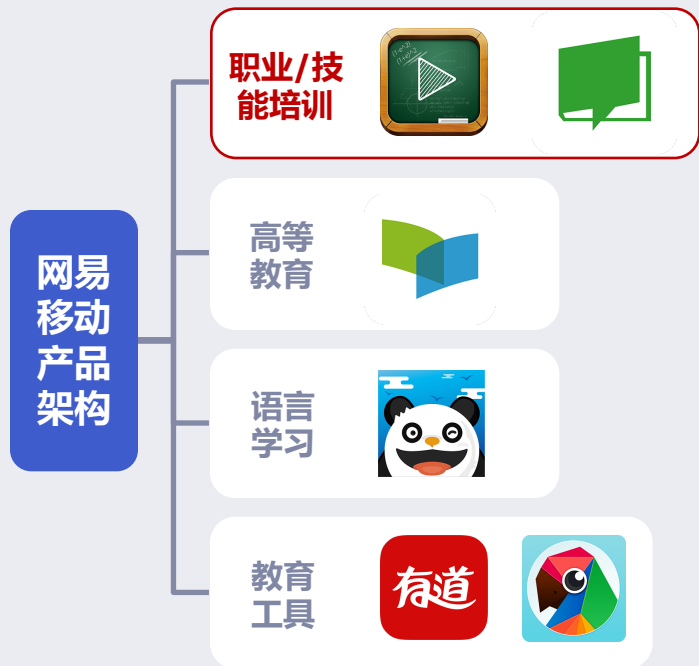 职业/技
能培训
高等
教育
网易
移动
产品
架构
语言
学习
教育
工具
有道